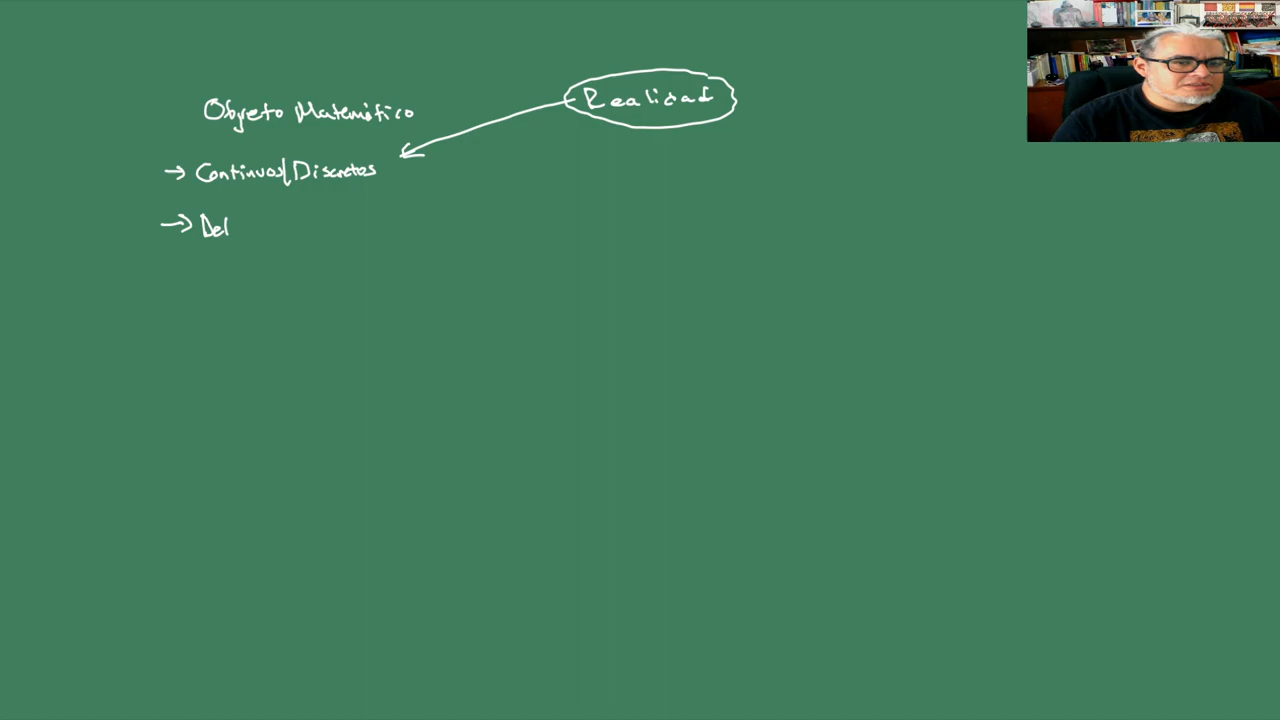 Objeto Matemático
Realidad
→ Continuos/Discretos
→ Del